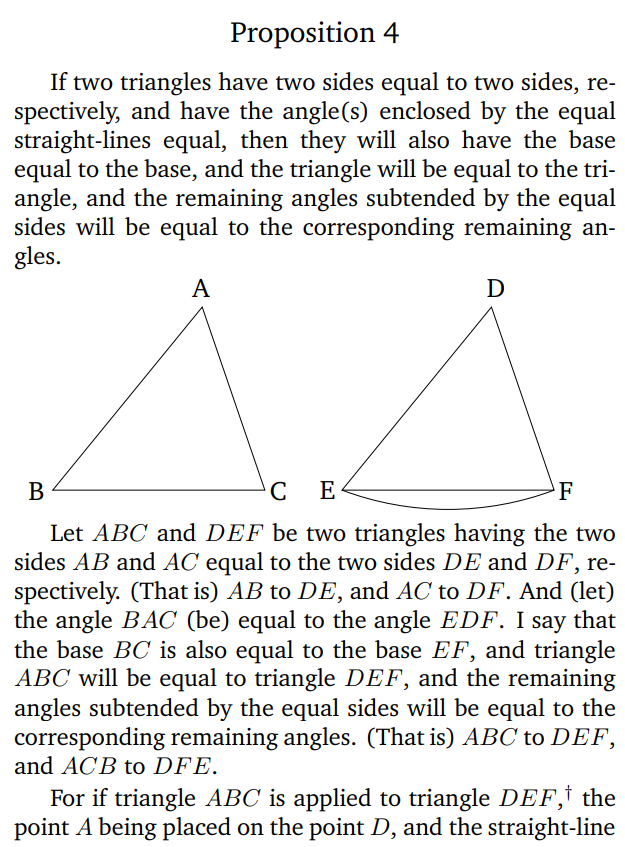 Proposition 4
If two triangles have two sides equal to two sides, re-
spectively, and have the angle(s) enclosed by the equal
straight-lines equal, then they will also have the base
equal to the base, and the triangle will be equal to the tri-
angle, and the remaining angles subtended by the equal
sides will be equal to the corresponding remaining an-
gles.
A D
B C E F
Let ABC and DEF be two triangles having the two
sides AB and AC equal to the two sides DE and DF, re-
spectively. (That is) AB to DE, and AC to DF. And (let)
the angle BAC (be) equal to the angle EDF. I say that
the base BC is also equal to the base EF, and triangle
ABC will be equal to triangle DEF, and the remaining
angles subtended by the equal sides will be equal to the
corresponding remaining angles. (That is) ABC to DEF,
and ACB to DFE.
For if triangle ABC is applied to triangle DEF,† the
point A being placed on the point D, and the straight-line